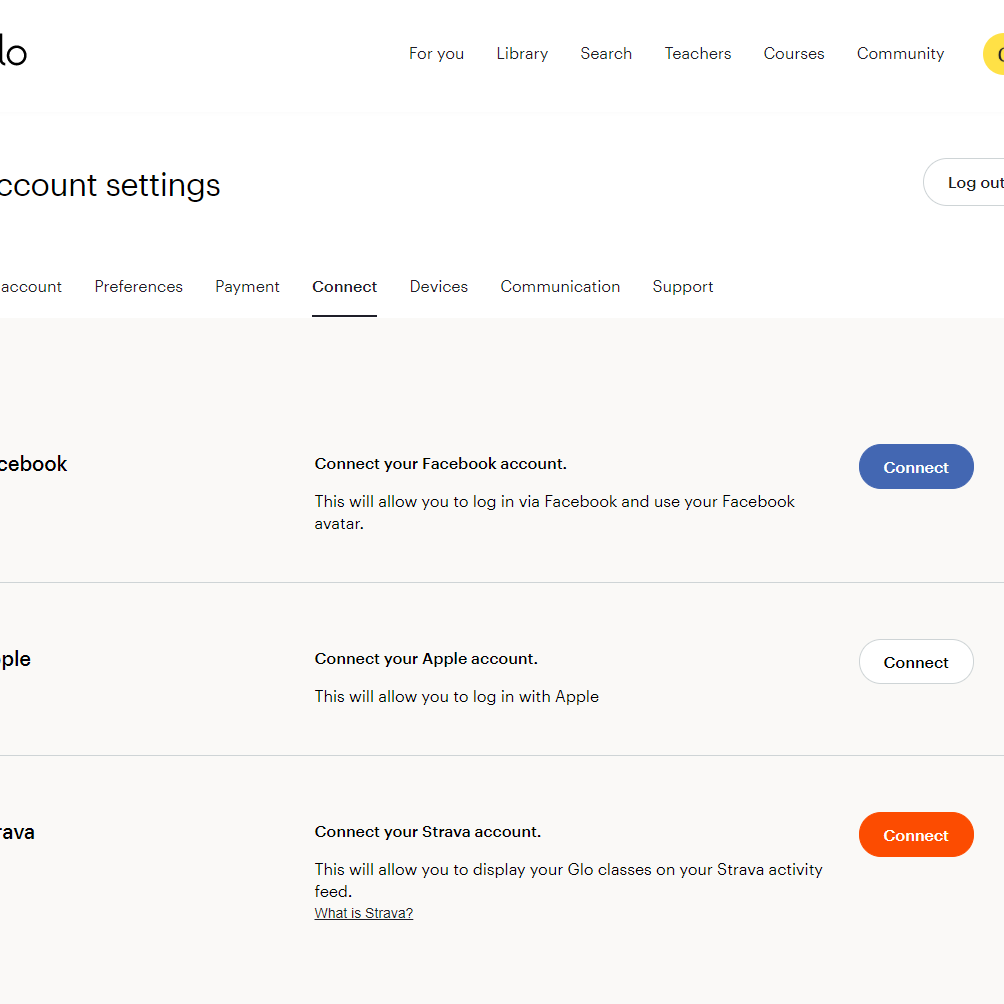 lo
For you Library Search Teachers Courses Community
ccount settings
Log out
account Preferences Payment Connect Devices Communication Support
cebook
Connect your Facebook account.
Connect
This will allow you to log in via Facebook and use your Facebook
avatar.
ple
Connect your Apple account.
Connect
This will allow you to log in with Apple
rava
Connect your Strava account.
Connect
This will allow you to display your Glo classes on your Strava activity
feed.
What is Strava?